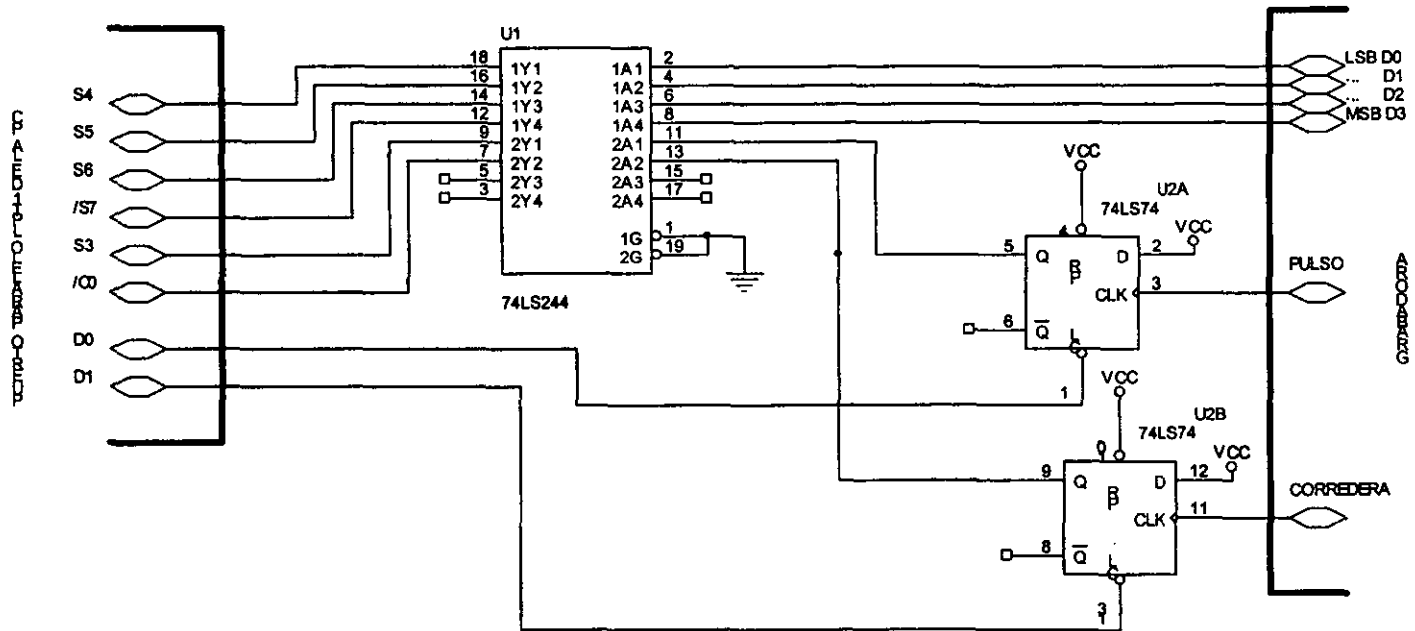 U1
18
16
14
12
9
7
5
3
1Y1
1Y2
1Y3
1Y4
2Y1
2Y2
2Y3
2Y4
1A1
1A2
1A3
1A4
2A1
2A2
2A3
2A4
1G
2G
2
4
6
8
11
13
15
17
1
19
74LS244
S4
S5
S6
/S7
S3
/C0
D0
D1
LSB D0
... D1
... D2
MSB D3
VCC
U2A
74LS74
VCC
4
5
Q
D
2
CLK
3
6
Q
1
PULSO
VCC
U2B
74LS74
VCC
9
Q
D
12
CLK
11
8
Q
CORREDERA
GRABADORA